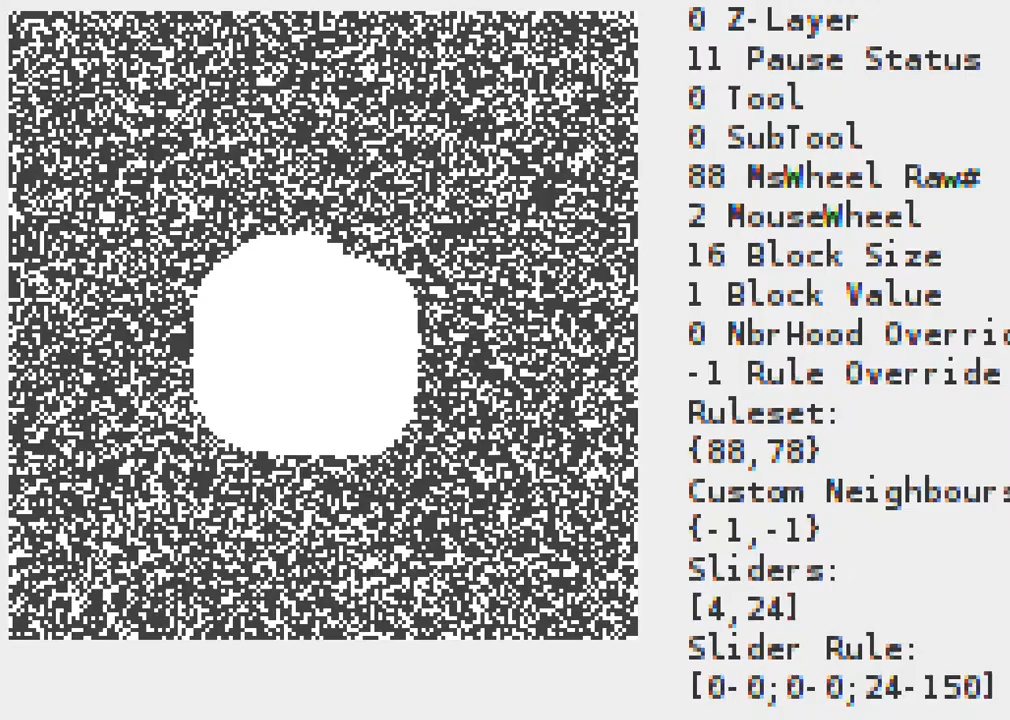 0 Z-Layer
11 Pause Status
0 Tool
0 SubTool
88 MsWheel Raw#
2 MouseWheel
16 Block Size
1 Block Value
0 NbrHood Overric
-1 Rule Override
Ruleset:
{88,78}
Custom Neighbours
{-1,-1}
Sliders:
[4,24]
Slider Rule:
[0-0;0-0;24-150]